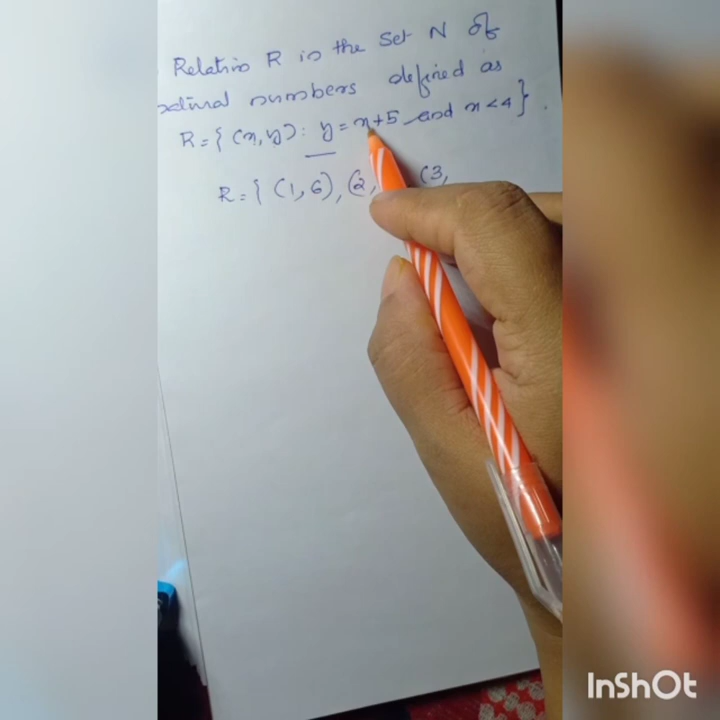 Relation R in the Set N of
natural numbers defined as
R = { (x, y) : y = x + 5 and x < 4 } .
R = { (1, 6), (2, (3,
InShOt